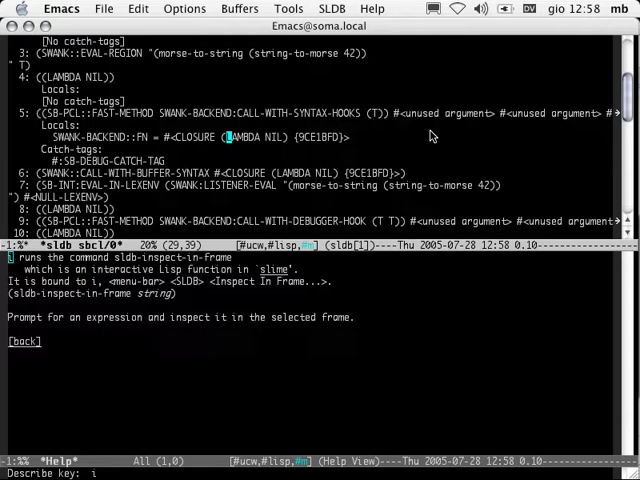 Emacs File Edit Options Buffers SLDB Help DV gio 12:58 mb
Emacs@soma.local
[No catch-tags]
3: (SWANK::EVAL-REGION "(morse-to-string (string-to-morse 42))
" T)
4: ((LAMBDA NIL))
Locals:
[No catch-tags]
5: ((SB-PCL::FAST-METHOD SWANK-BACKEND:CALL-WITH-SYNTAX-HOOKS (T)) #<unused argument> #<unused argument> #
Locals:
SWANK-BACKEND::FN = #<CLOSURE (LAMBDA NIL) {9CE1BFD}>
Catch-tags:
#:SB-DEBUG-CATCH-TAG
6: (SWANK::CALL-WITH-BUFFER-SYNTAX #<CLOSURE (LAMBDA NIL) {9CE1BFD}>)
7: (SB-INT:EVAL-IN-LEXENV (SWANK:LISTENER-EVAL "(morse-to-string (string-to-morse 42))
") #<NULL-LEXENV>)
8: ((LAMBDA NIL))
9: ((SB-PCL::FAST-METHOD SWANK-BACKEND:CALL-WITH-DEBUGGER-HOOK (T T)) #<unused argument> #<unused argument>
10: ((LAMBDA NIL))
-1:%% *sldb sbcl/0* 20% (29,39) [#ucw,#lisp,#m] (sldb[1])--Thu 2005-07-28 12:58 0.10
i runs the command sldb-inspect-in-frame
which is an interactive Lisp function in `slime'.
It is bound to i, <menu-bar> <SLDB> <Inspect In Frame...>.
(sldb-inspect-in-frame string)
Prompt for an expression and inspect it in the selected frame.
[back]
-1:%% *Help* All (1,0) [#ucw,#lisp,#m] (Help View)--Thu 2005-07-28 12:58 0.10
Describe key: i